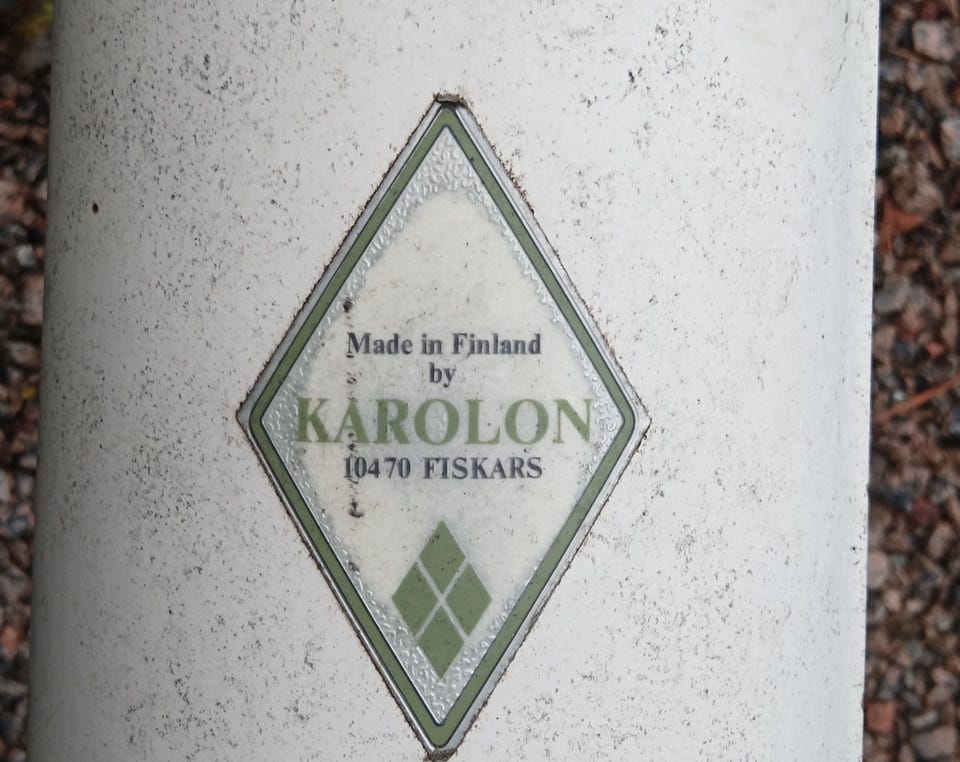 Made in Finland
by
KAROLON
10470 FISKARS